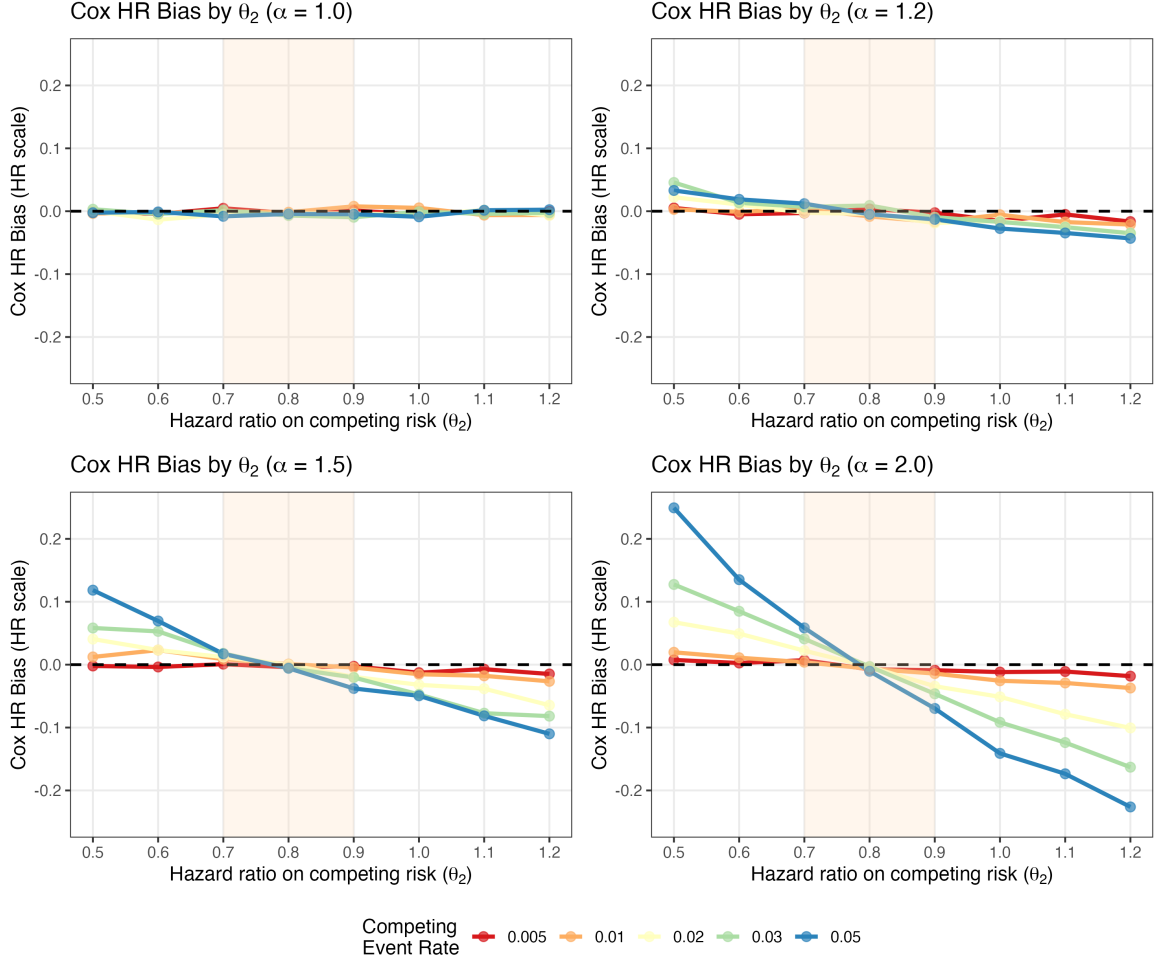 Cox HR Bias by θ₂ (α = 1.0)
Cox HR Bias (HR scale)
0.2
0.1
0.0
-0.1
-0.2
0.5 0.6 0.7 0.8 0.9 1.0 1.1 1.2
Hazard ratio on competing risk (θ₂)
Cox HR Bias by θ₂ (α = 1.2)
Cox HR Bias (HR scale)
0.2
0.1
0.0
-0.1
-0.2
0.5 0.6 0.7 0.8 0.9 1.0 1.1 1.2
Hazard ratio on competing risk (θ₂)
Cox HR Bias by θ₂ (α = 1.5)
Cox HR Bias (HR scale)
0.2
0.1
0.0
-0.1
-0.2
0.5 0.6 0.7 0.8 0.9 1.0 1.1 1.2
Hazard ratio on competing risk (θ₂)
Cox HR Bias by θ₂ (α = 2.0)
Cox HR Bias (HR scale)
0.2
0.1
0.0
-0.1
-0.2
0.5 0.6 0.7 0.8 0.9 1.0 1.1 1.2
Hazard ratio on competing risk (θ₂)
Competing
Event Rate
0.005 0.01 0.02 0.03 0.05